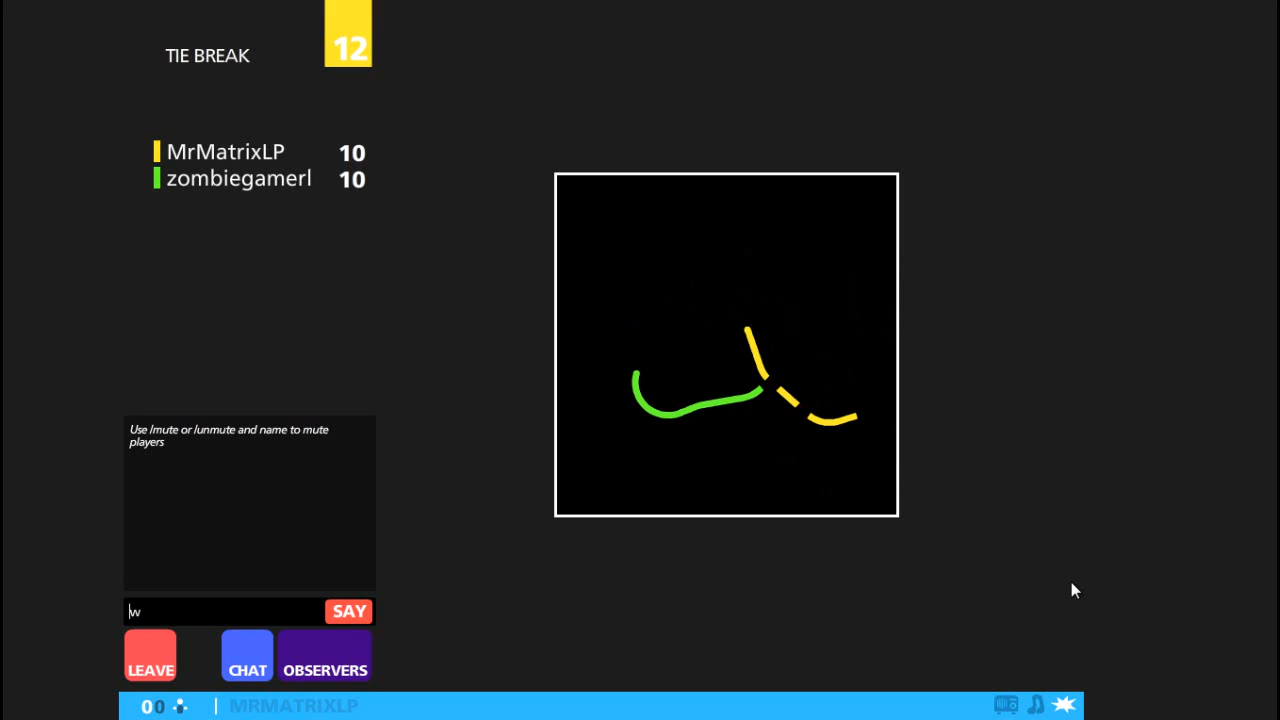 TIE BREAK 12
MrMatrixLP 10
zombiegamerl 10
Use /mute or /unmute and name to mute
players
w SAY
LEAVE CHAT OBSERVERS
00 MRMATRIXLP